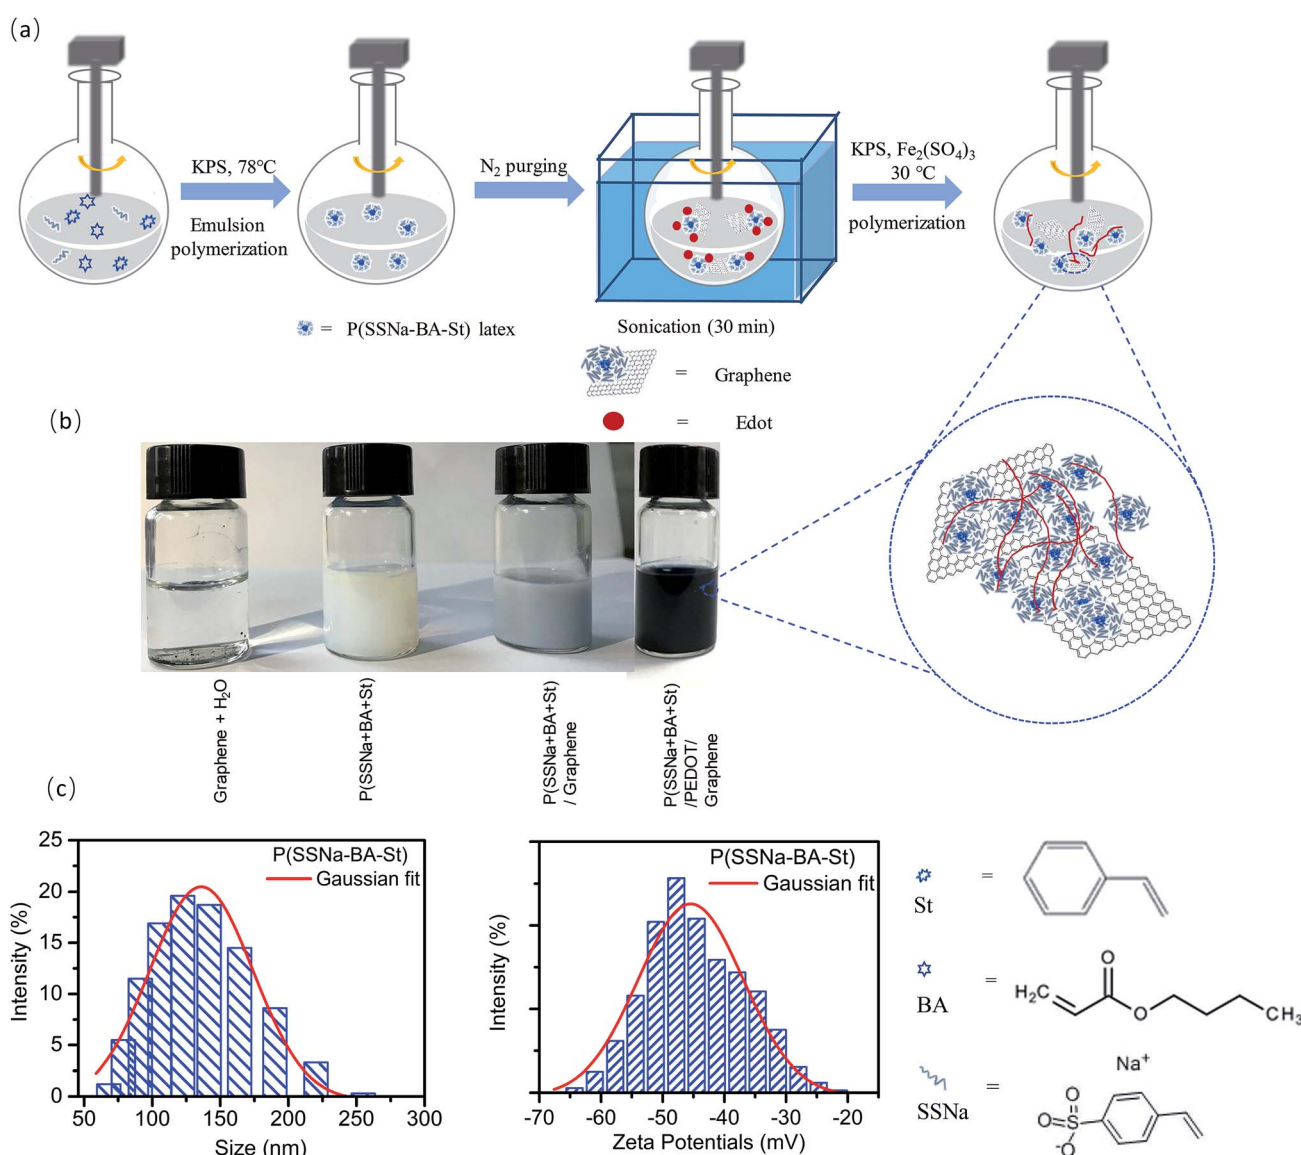 (a)
KPS, 78℃
Emulsion
polymerization
N₂ purging
KPS, Fe₂(SO₄)₃
30 ℃
polymerization
= P(SSNa-BA-St) latex
Sonication (30 min)
= Graphene
= Edot
(b)
Graphene + H₂O
P(SSNa+BA+St)
P(SSNa+BA+St)
/ Graphene
P(SSNa+BA+St)
/PEDOT/
Graphene
(c)
25
20
15
10
5
0
Intensity (%)
P(SSNa-BA-St)
Gaussian fit
50 100 150 200 250 300
Size (nm)
Intensity (%)
P(SSNa-BA-St)
Gaussian fit
-70 -60 -50 -40 -30 -20
Zeta Potentials (mV)
=
St
=
BA
H₂C
O
O
CH₃
=
SSNa
Na⁺
O
O
S
⁻O